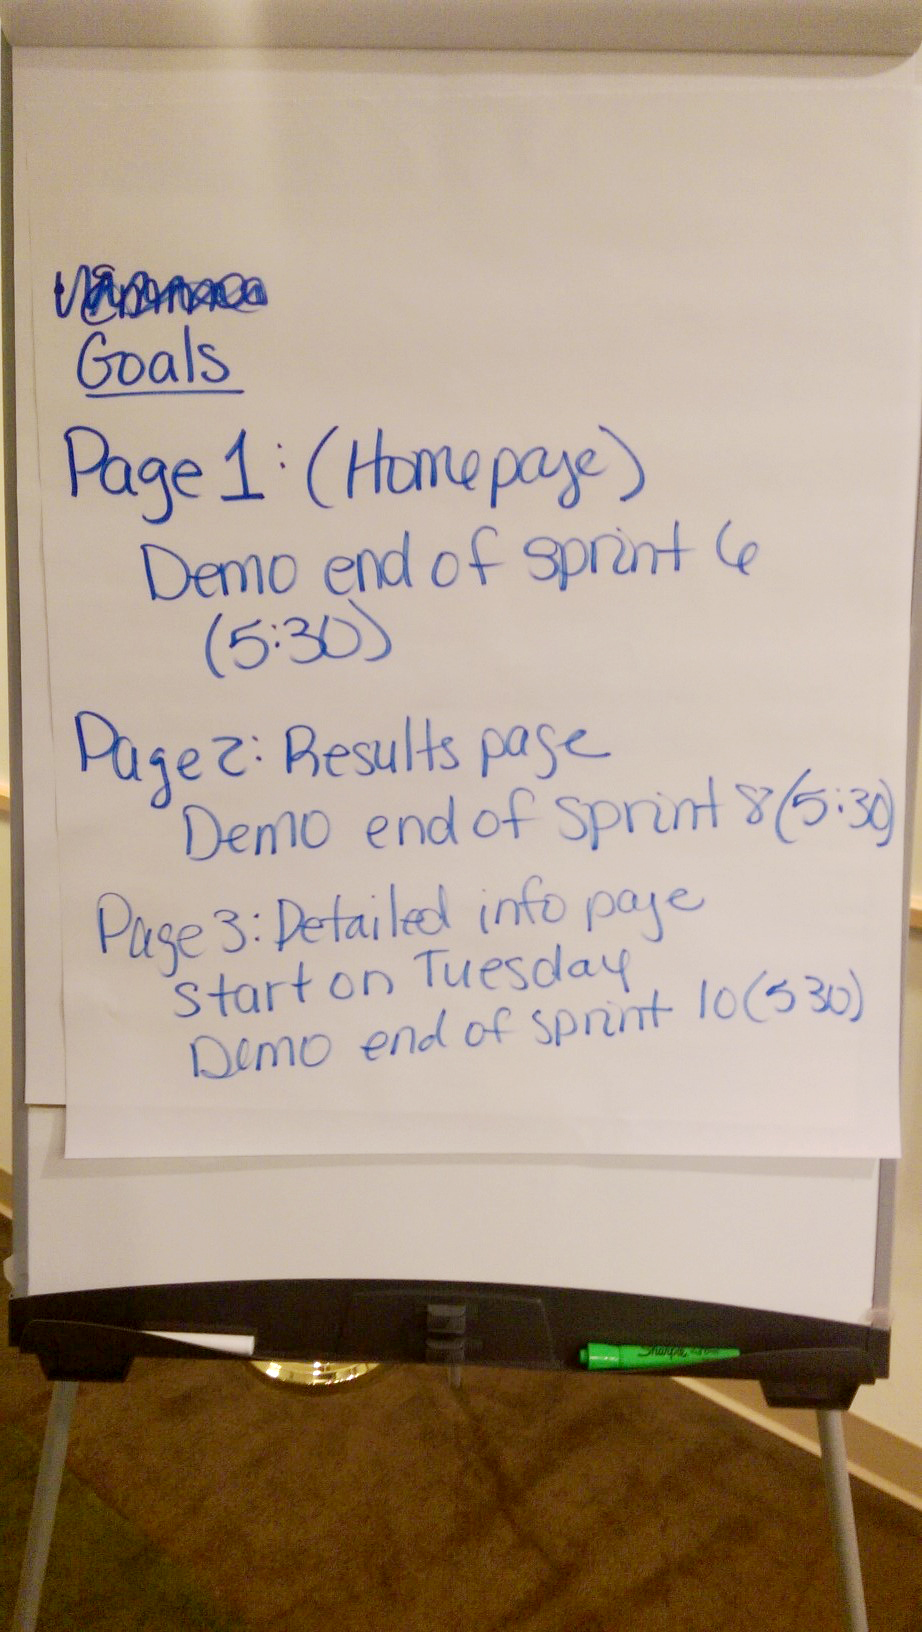 Goals
Page 1: (Homepage)
Demo end of sprint 6
(5:30)
Page 2: Results page
Demo end of sprint 8 (5:30)
Page 3: Detailed info page
start on Tuesday
Demo end of sprint 10 (5 30)
Sharpie